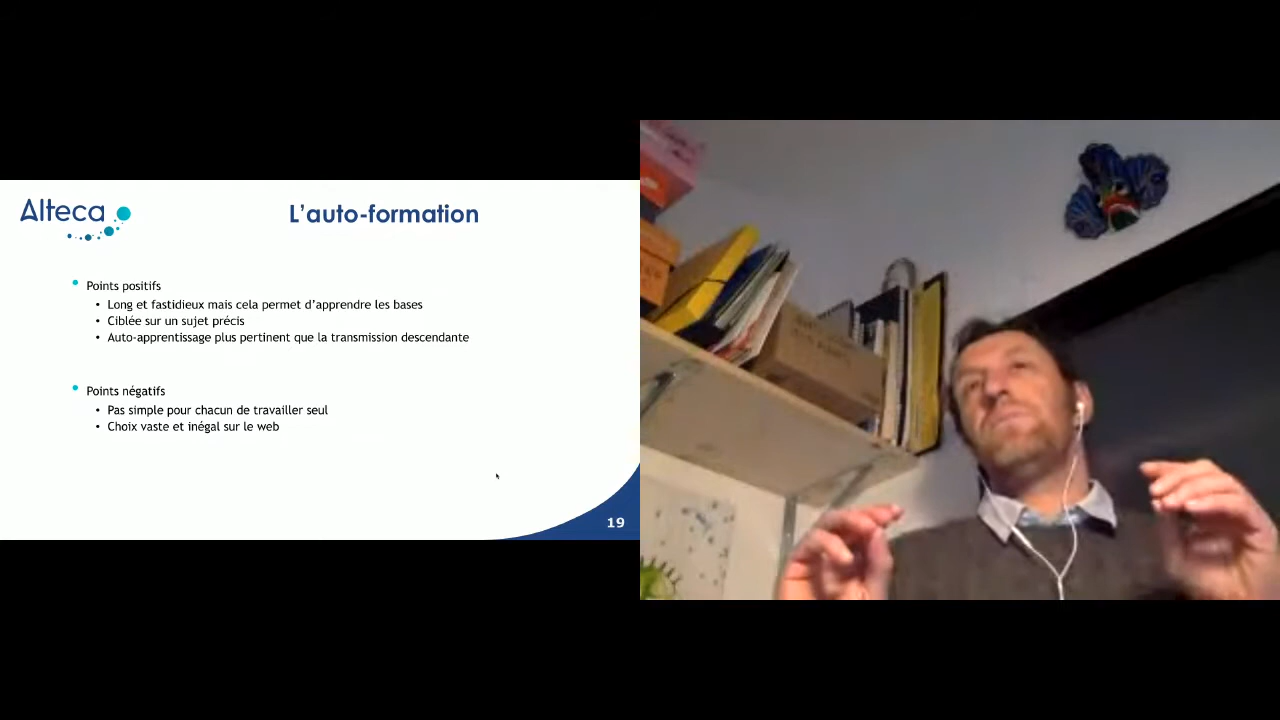 Alteca
L’auto-formation
Points positifs
Long et fastidieux mais cela permet d’apprendre les bases
Ciblée sur un sujet précis
Auto-apprentissage plus pertinent que la transmission descendante
Points négatifs
Pas simple pour chacun de travailler seul
Choix vaste et inégal sur le web
19